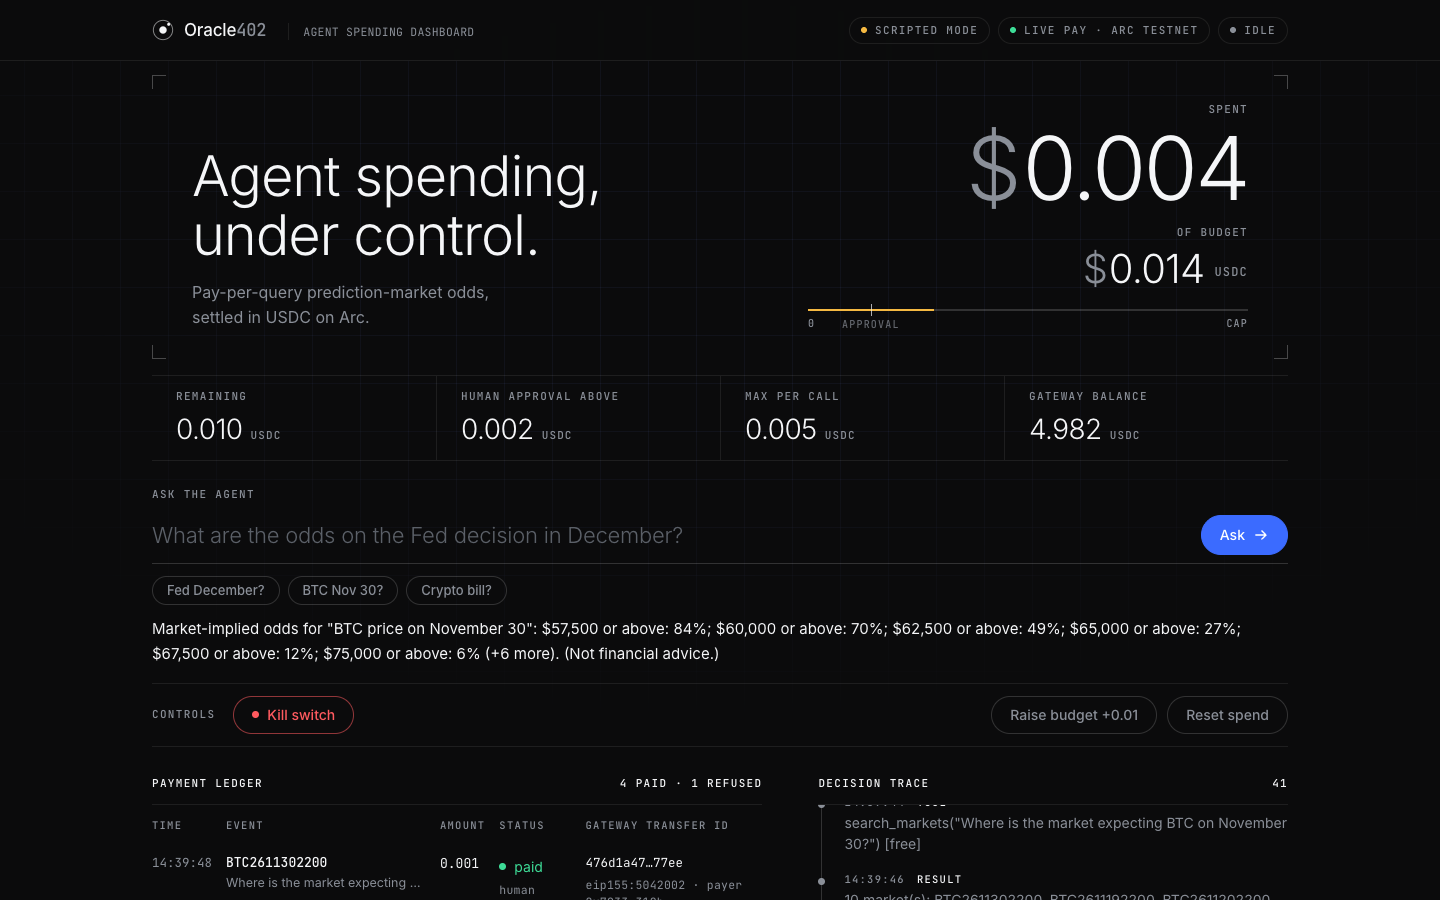 Oracle402
AGENT SPENDING DASHBOARD
SCRIPTED MODE
LIVE PAY · ARC TESTNET
IDLE
SPENT
$0.004
Agent spending,
under control.
OF BUDGET
$0.014 USDC
Pay-per-query prediction-market odds,
settled in USDC on Arc.
0 APPROVAL CAP
REMAINING
0.010 USDC
HUMAN APPROVAL ABOVE
0.002 USDC
MAX PER CALL
0.005 USDC
GATEWAY BALANCE
4.982 USDC
ASK THE AGENT
What are the odds on the Fed decision in December?
Ask →
Fed December?
BTC Nov 30?
Crypto bill?
Market-implied odds for "BTC price on November 30": $57,500 or above: 84%; $60,000 or above: 70%; $62,500 or above: 49%; $65,000 or above: 27%;
$67,500 or above: 12%; $75,000 or above: 6% (+6 more). (Not financial advice.)
CONTROLS
Kill switch
Raise budget +0.01
Reset spend
PAYMENT LEDGER
4 PAID · 1 REFUSED
TIME EVENT AMOUNT STATUS GATEWAY TRANSFER ID
14:39:48 BTC2611302200 0.001 paid 476d1a47…77ee
Where is the market expecting ... human eip155:5042002 · payer
DECISION TRACE
41
search_markets("Where is the market expecting BTC on November
30?") [free]
14:39:46 RESULT
10 market(s): BTC2611302200, BTC2611192200, BTC2611202200,